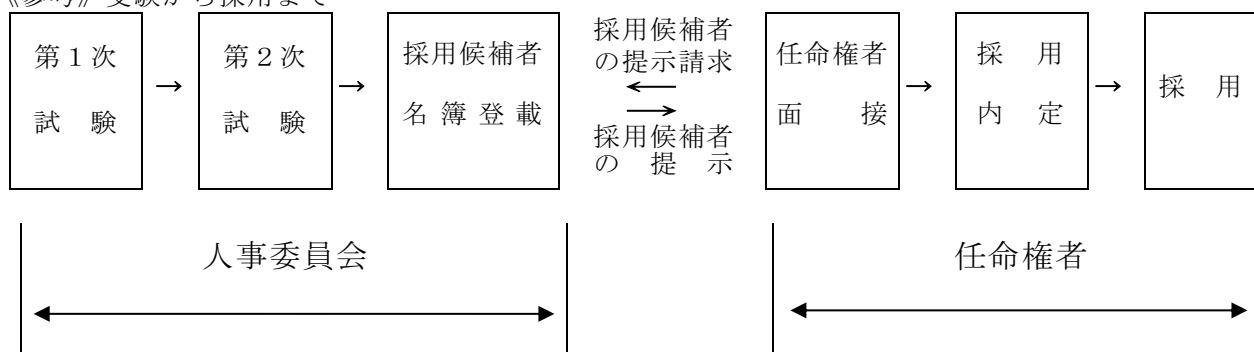 《参考》受験から採用まで
第１次
試 験
→
第２次
試 験
→
採用候補者
名簿登載
採用候補者
の提示請求
←
→
採用候補者
の 提 示
任命権者
面 接
→
採 用
内 定
→
採 用
人事委員会
任命権者